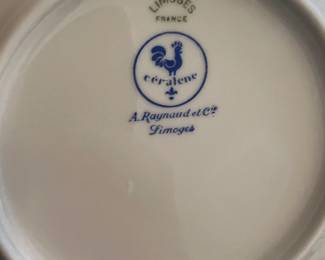 LIMOGES
FRANCE
céralene
A. Raynaud et Cie
Limoges